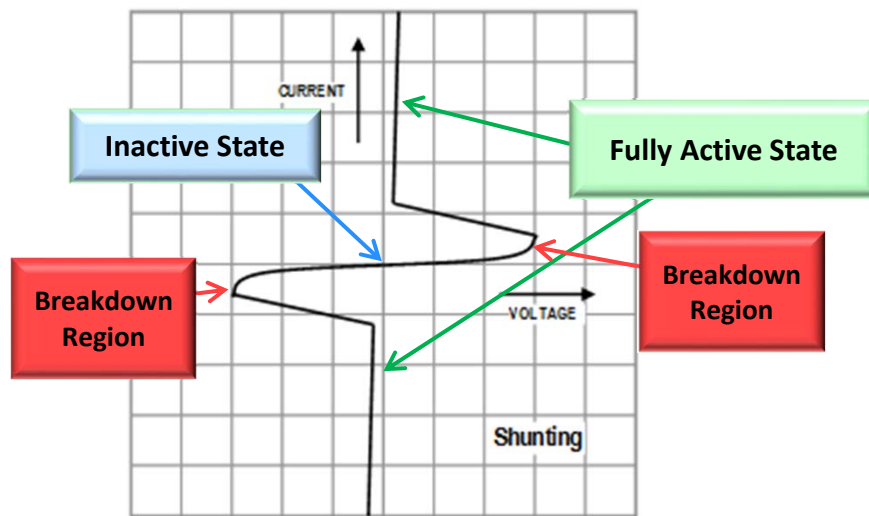 CURRENT
Inactive State
Fully Active State
Breakdown
Region
Breakdown
Region
VOLTAGE
Shunting